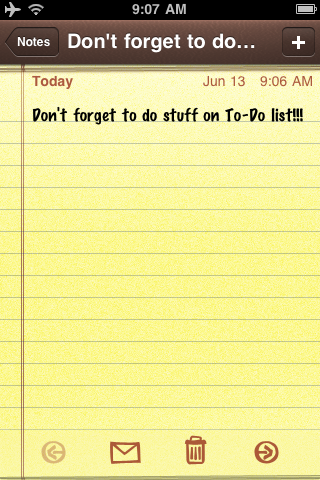 9:07 AM
Notes
Don't forget to do...
+
Today Jun 13 9:06 AM
Don't forget to do stuff on To-Do list!!!